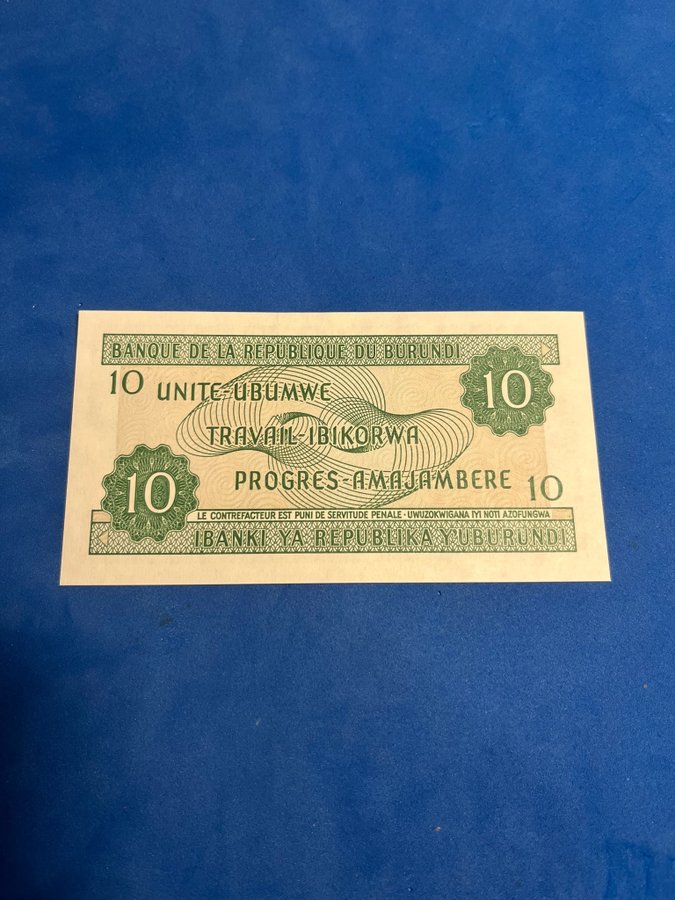 BANQUE DE LA REPUBLIQUE DU BURUNDI
10 UNITE-UBUMWE 10
TRAVAIL-IBIKORWA
10 PROGRES-AMAJAMBERE 10
LE CONTREFACTEUR EST PUNI DE SERVITUDE PENALE - UWUZOKWIGANA IYI NOTI AZOFUNGWA
IBANKI YA REPUBLIKA Y'UBURUNDI